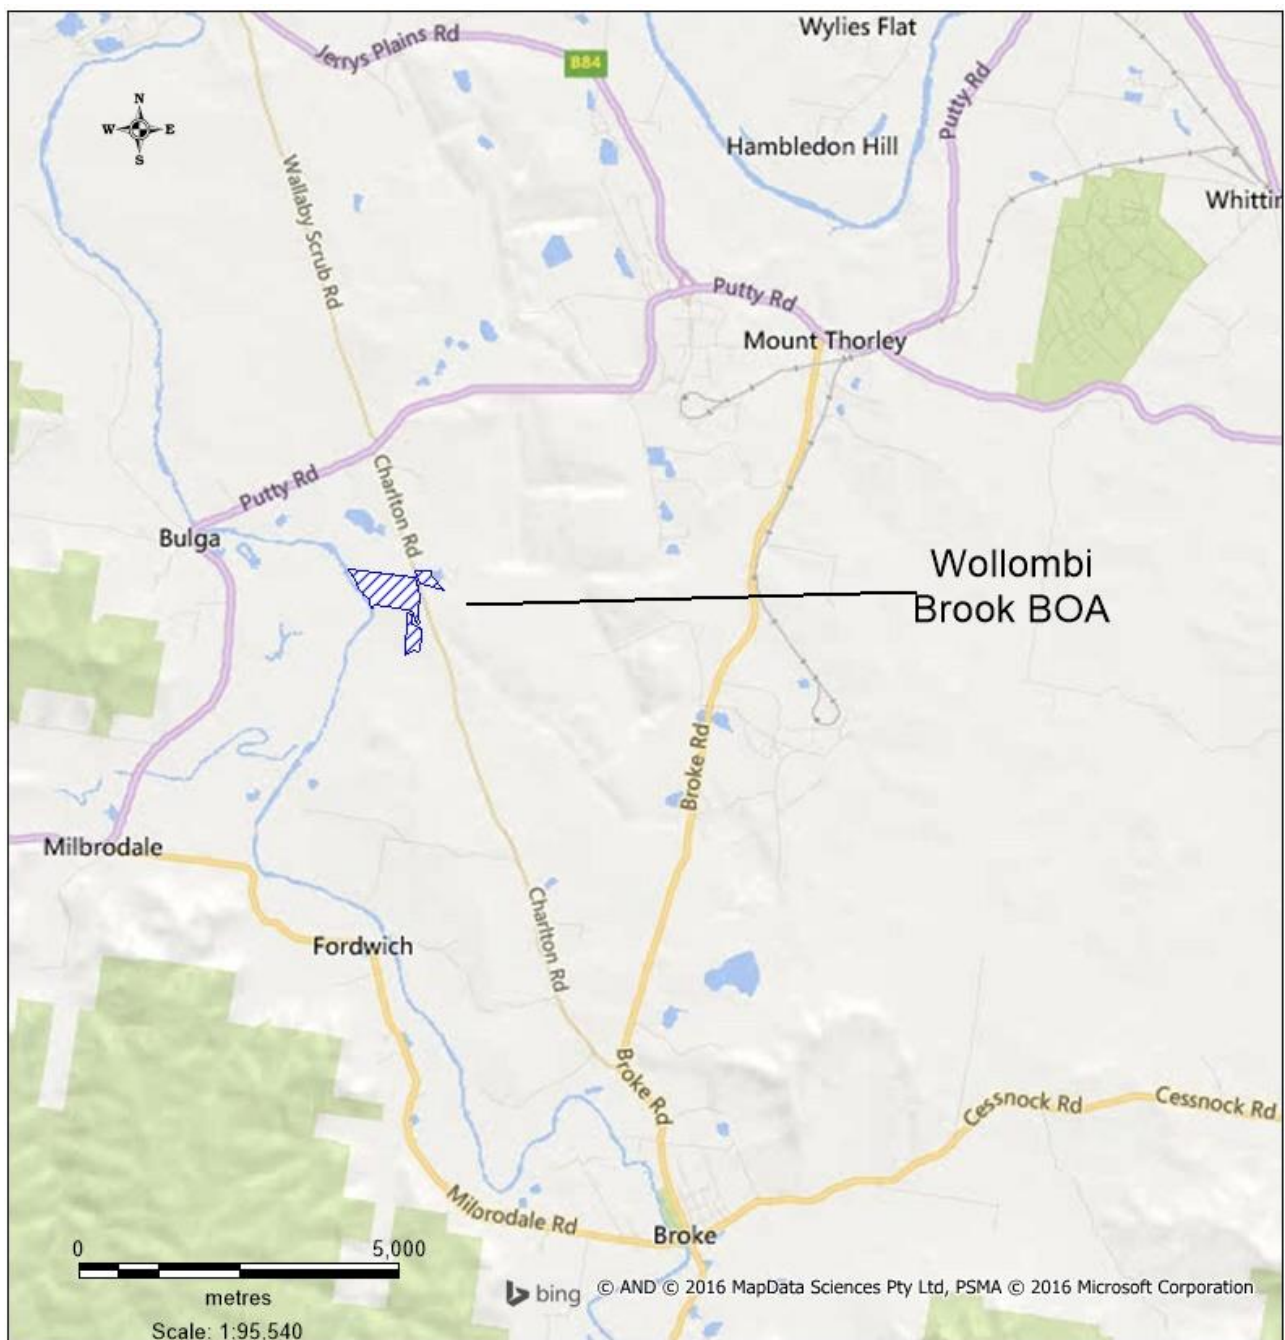 Wylies Flat
Jerrys Plains Rd
B84
Putty Rd
N
W E
S
Hambledon Hill
Wallaby Scrub Rd
Whittin
Putty Rd
Mount Thorley
Charlton Rd
Putty Rd
Bulga
Wollombi
Brook BOA
Broke Rd
Milbrodale
Charlton Rd
Fordwich
Broke Rd
Cessnock Rd
Cessnock Rd
Milbrodale Rd
Broke
0 5,000
metres
Scale: 1:95,540
bing
© AND © 2016 MapData Sciences Pty Ltd, PSMA © 2016 Microsoft Corporation